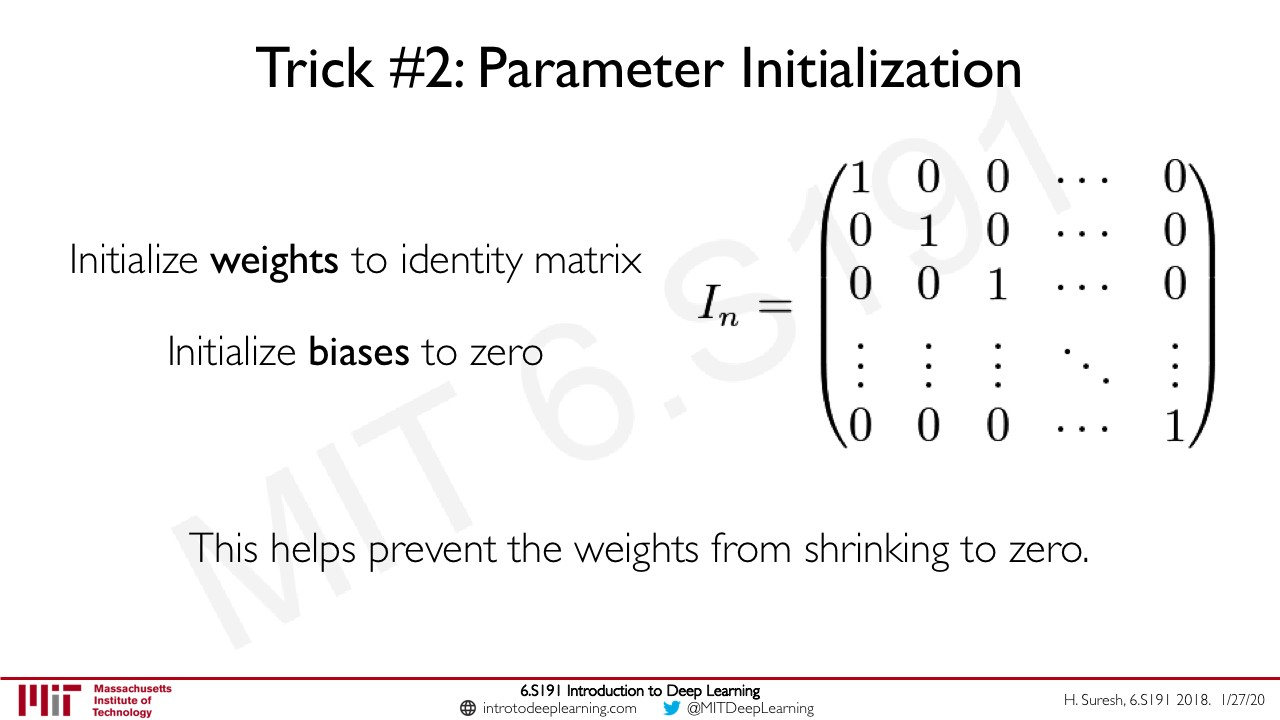 Trick #2: Parameter Initialization
Initialize weights to identity matrix
Initialize biases to zero
I_n =
1 0 0 ⋯ 0
0 1 0 ⋯ 0
0 0 1 ⋯ 0
⋮ ⋮ ⋮ ⋱ ⋮
0 0 0 ⋯ 1
This helps prevent the weights from shrinking to zero.
MIT 6.S191
Massachusetts
Institute of
Technology
6.S191 Introduction to Deep Learning
introtodeeplearning.com @MITDeepLearning
H. Suresh, 6.S191 2018. 1/27/20